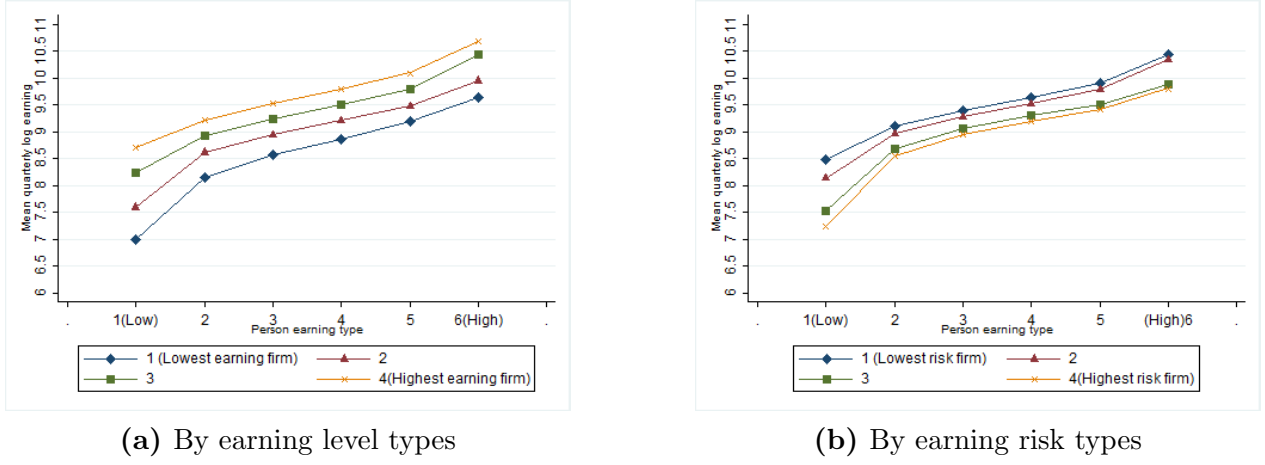 Mean quarterly log earning
11
10.5
10
9.5
9
8.5
8
7.5
7
6.5
6
. 1(Low) 2 3 4 5 6(High) .
Person earning type
1 (Lowest earning firm) 2
3 4(Highest earning firm)
(a) By earning level types
Mean quarterly log earning
11
10.5
10
9.5
9
8.5
8
7.5
7
6.5
6
. 1(Low) 2 3 4 5 (High)6 .
Person earning type
1 (Lowest risk firm) 2
3 4(Highest risk firm)
(b) By earning risk types